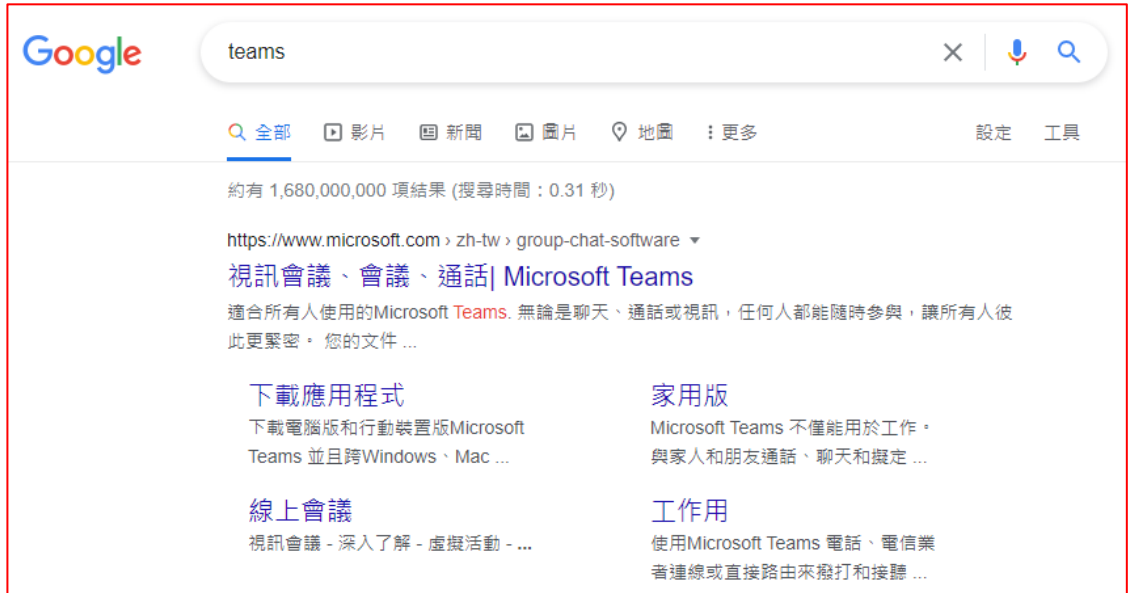 Google
teams
全部 影片 新聞 圖片 地圖 更多 設定 工具
約有 1,680,000,000 項結果 (搜尋時間：0.31 秒)
https://www.microsoft.com › zh-tw › group-chat-software
視訊會議、會議、通話| Microsoft Teams
適合所有人使用的Microsoft Teams. 無論是聊天、通話或視訊，任何人都能隨時參與，讓所有人彼
此更緊密。 您的文件 ...
下載應用程式
下載電腦版和行動裝置版Microsoft
Teams 並且跨Windows、Mac ...
家用版
Microsoft Teams 不僅能用於工作。
與家人和朋友通話、聊天和擬定 ...
線上會議
視訊會議 - 深入了解 - 虛擬活動 - ...
工作用
使用Microsoft Teams 電話、電信業
者連線或直接路由來撥打和接聽 ...